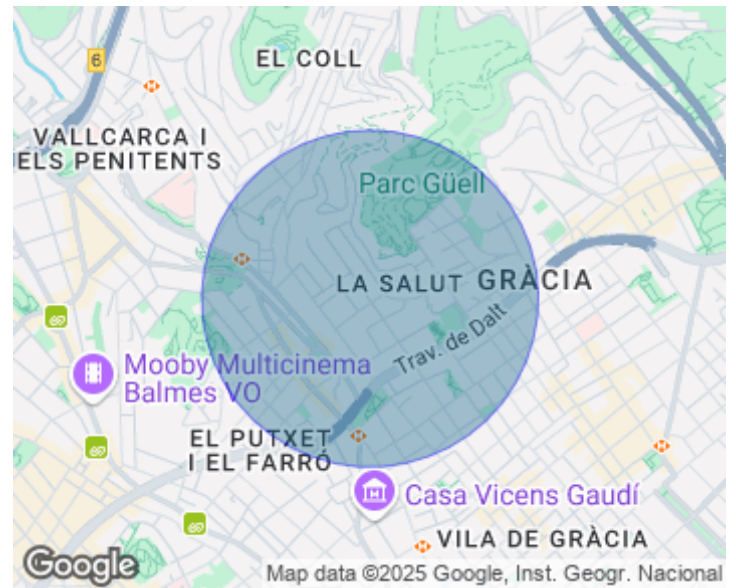 EL COLL
6
VALLCARCA I
ELS PENITENTS
Parc Güell
LA SALUT
GRÀCIA
Trav. de Dalt
Mooby Multicinema
Balmes VO
EL PUTXET
I EL FARRÓ
Casa Vicens Gaudí
VILA DE GRÀCIA
Google
Map data ©2025 Google, Inst. Geogr. Nacional